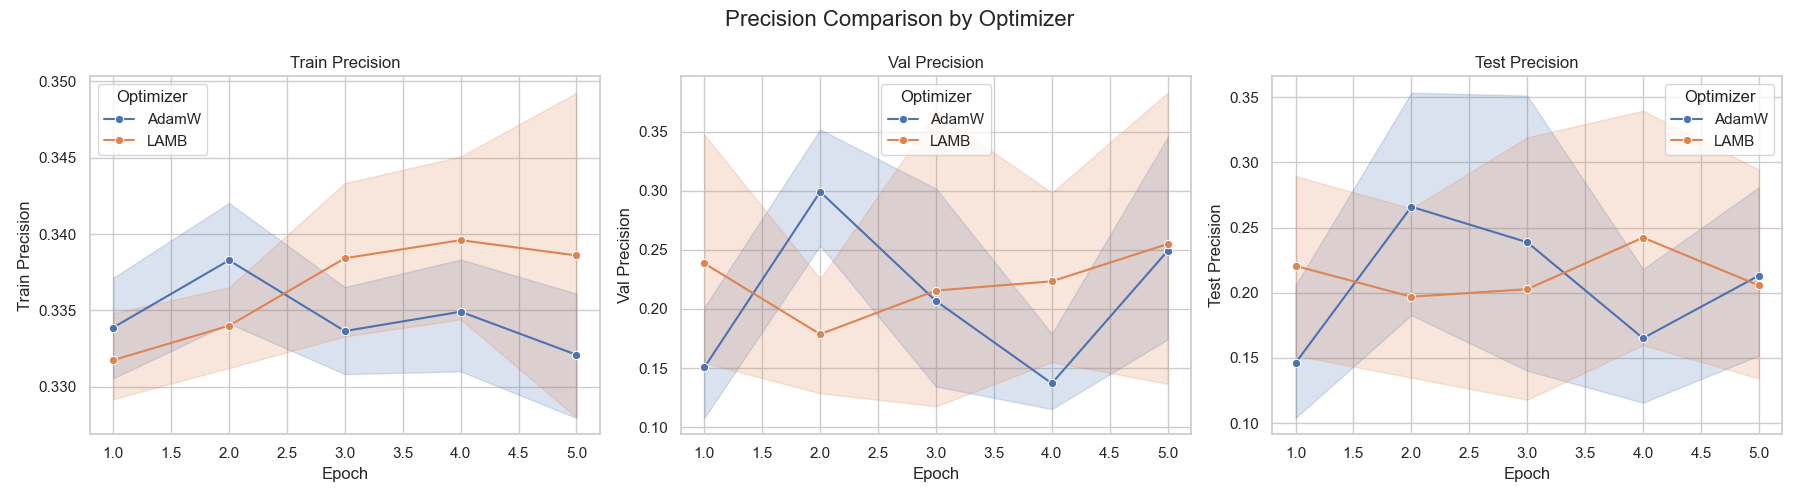 Precision Comparison by Optimizer
Train Precision
0.350
0.345
0.340
0.335
0.330
Train Precision
Optimizer
AdamW
LAMB
1.0 1.5 2.0 2.5 3.0 3.5 4.0 4.5 5.0
Epoch
Val Precision
0.35
0.30
0.25
0.20
0.15
0.10
Val Precision
Optimizer
AdamW
LAMB
1.0 1.5 2.0 2.5 3.0 3.5 4.0 4.5 5.0
Epoch
Test Precision
0.35
0.30
0.25
0.20
0.15
0.10
Test Precision
Optimizer
AdamW
LAMB
1.0 1.5 2.0 2.5 3.0 3.5 4.0 4.5 5.0
Epoch